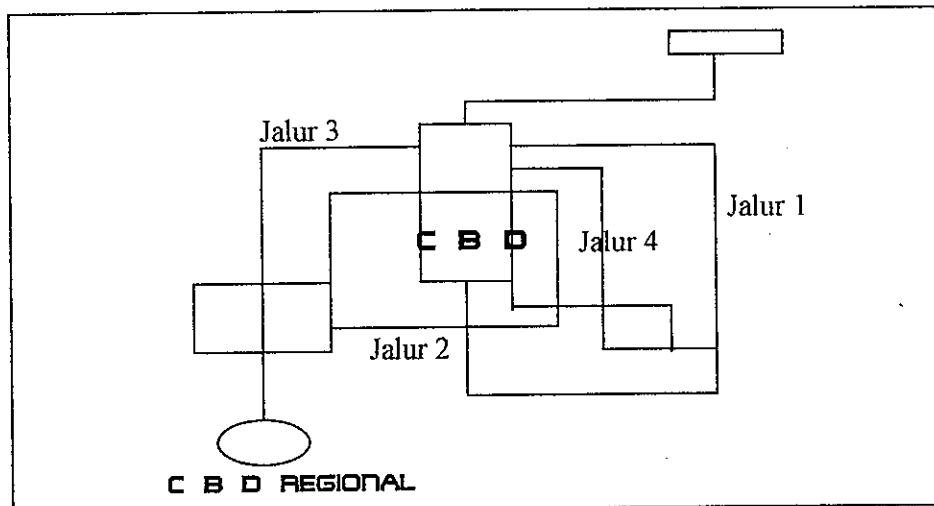 Jalur 3
Jalur 1
C B D
Jalur 4
Jalur 2
C B D REGIONAL